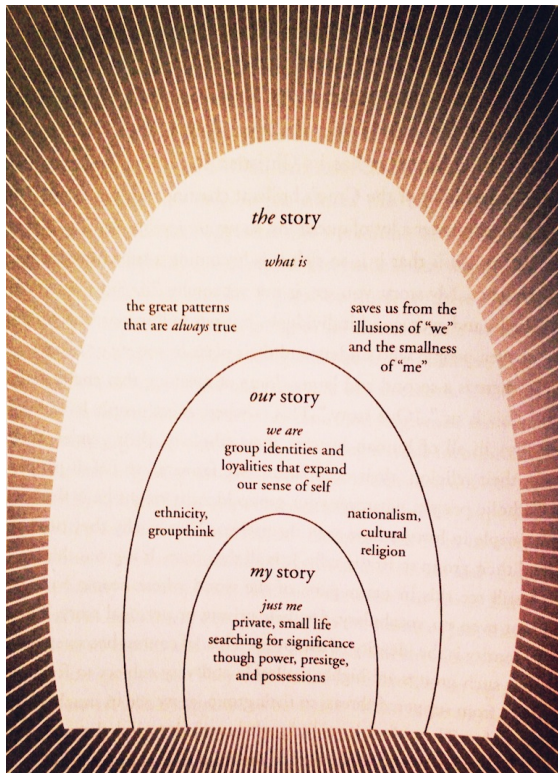 the story
what is
the great patterns
that are always true
saves us from the
illusions of “we”
and the smallness
of “me”
our story
we are
group identities and
loyalities that expand
our sense of self
ethnicity,
groupthink
nationalism,
cultural
religion
my story
just me
private, small life
searching for significance
though power, presitge,
and possessions